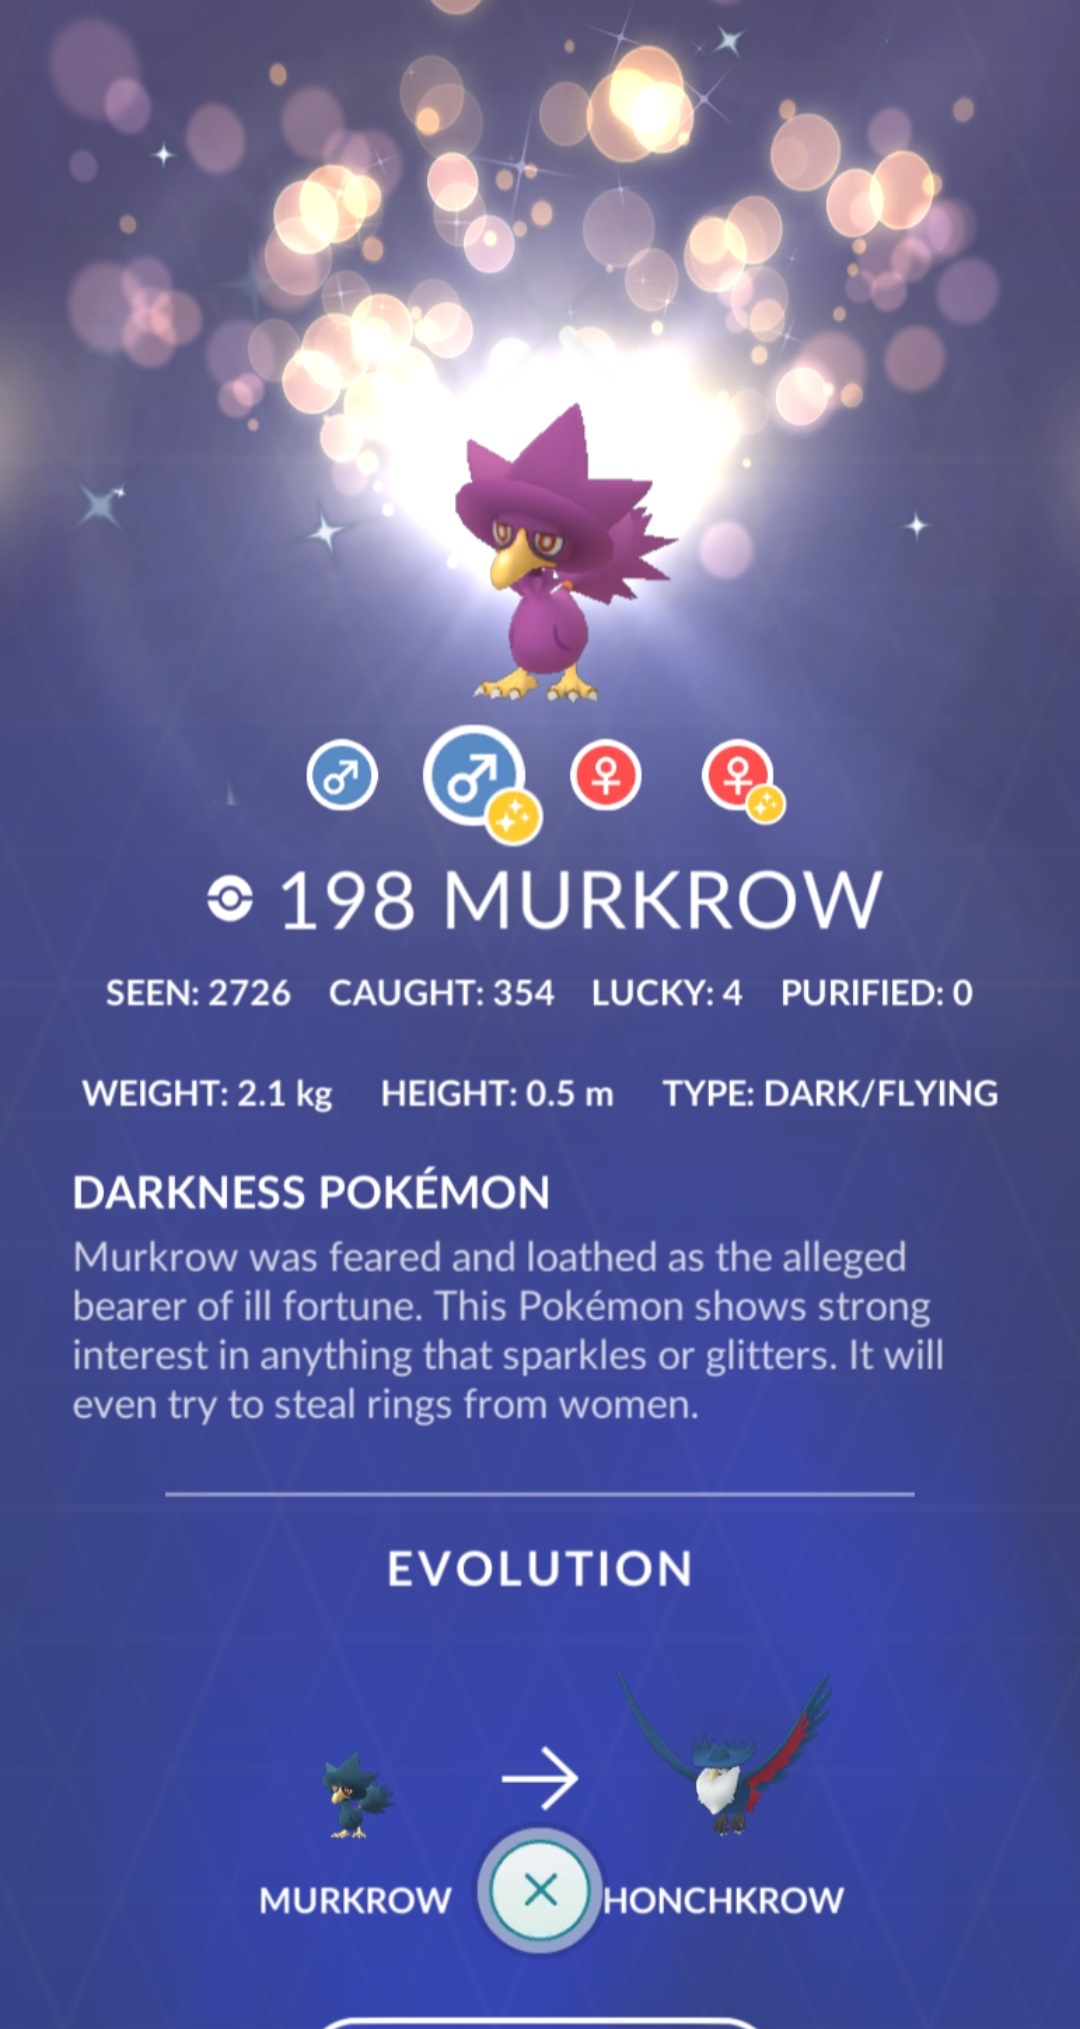 198 MURKROW
SEEN: 2726 CAUGHT: 354 LUCKY: 4 PURIFIED: 0
WEIGHT: 2.1 kg HEIGHT: 0.5 m TYPE: DARK/FLYING
DARKNESS POKÉMON
Murkrow was feared and loathed as the alleged
bearer of ill fortune. This Pokémon shows strong
interest in anything that sparkles or glitters. It will
even try to steal rings from women.
EVOLUTION
MURKROW HONCHKROW